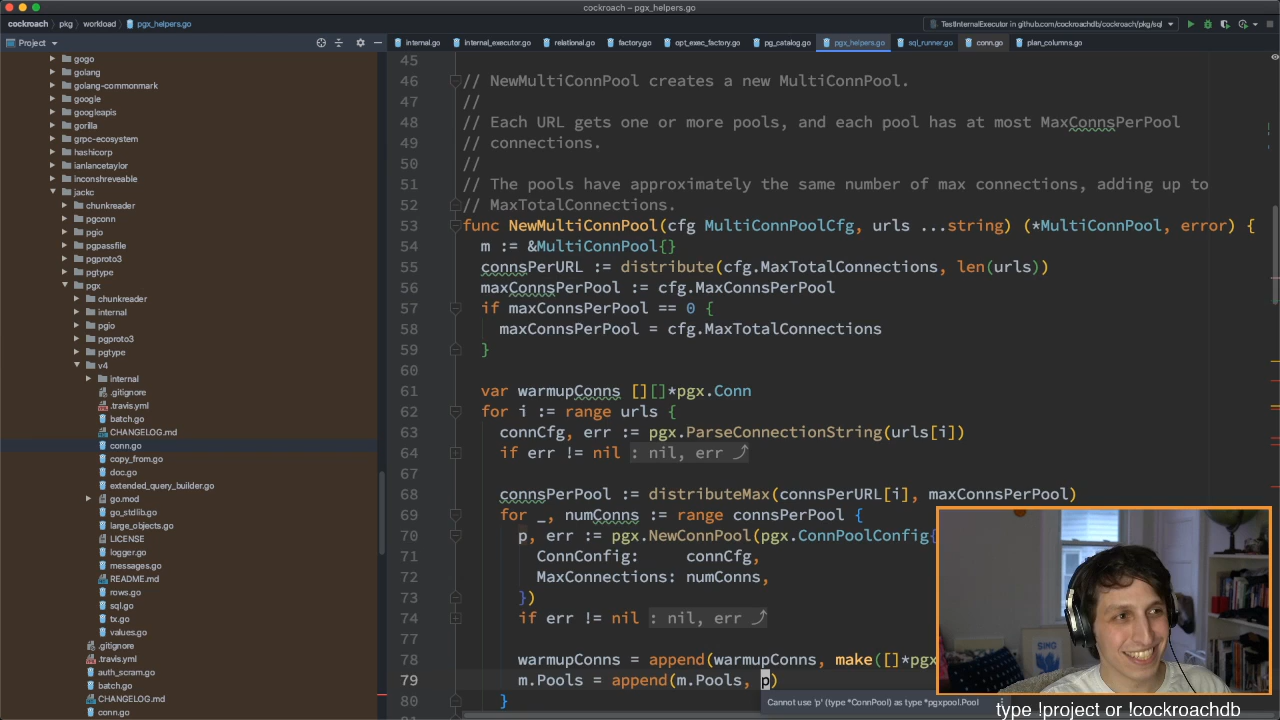 cockroach – pgx_helpers.go
cockroach › pkg › workload › pgx_helpers.go
TestInternalExecutor in github.com/cockroachdb/cockroach/pkg/sql
Project
internal.go
internal_executor.go
relational.go
factory.go
opt_exec_factory.go
pg_catalog.go
pgx_helpers.go
sql_runner.go
conn.go
plan_columns.go
gogo
golang
golang-commonmark
google
googleapis
gorilla
grpc-ecosystem
hashicorp
ianlancetaylor
inconshreveable
jackc
chunkreader
pgconn
pgio
pgpassfile
pgproto3
pgtype
pgx
chunkreader
internal
pgio
pgproto3
pgtype
v4
internal
.gitignore
.travis.yml
batch.go
CHANGELOG.md
conn.go
copy_from.go
doc.go
extended_query_builder.go
go.mod
go_stdlib.go
large_objects.go
LICENSE
logger.go
messages.go
README.md
rows.go
sql.go
tx.go
values.go
.gitignore
.travis.yml
auth_scram.go
batch.go
CHANGELOG.md
conn.go
45
46 // NewMultiConnPool creates a new MultiConnPool.
47 //
48 // Each URL gets one or more pools, and each pool has at most MaxConnsPerPool
49 // connections.
50 //
51 // The pools have approximately the same number of max connections, adding up to
52 // MaxTotalConnections.
53 func NewMultiConnPool(cfg MultiConnPoolCfg, urls ...string) (*MultiConnPool, error) {
54 m := &MultiConnPool{}
55 connsPerURL := distribute(cfg.MaxTotalConnections, len(urls))
56 maxConnsPerPool := cfg.MaxConnsPerPool
57 if maxConnsPerPool == 0 {
58 maxConnsPerPool = cfg.MaxTotalConnections
59 }
60
61 var warmupConns [][]*pgx.Conn
62 for i := range urls {
63 connCfg, err := pgx.ParseConnectionString(urls[i])
64 if err != nil : nil, err ⤴
67
68 connsPerPool := distributeMax(connsPerURL[i], maxConnsPerPool)
69 for _, numConns := range connsPerPool {
70 p, err := pgx.NewConnPool(pgx.ConnPoolConfig{
71 ConnConfig: connCfg,
72 MaxConnections: numConns,
73 })
74 if err != nil : nil, err ⤴
77
78 warmupConns = append(warmupConns, make([]*pgx
79 m.Pools = append(m.Pools, p)
80 }
Cannot use 'p' (type *ConnPool) as type *pgxpool.Pool
SING
type !project or !cockroachdb